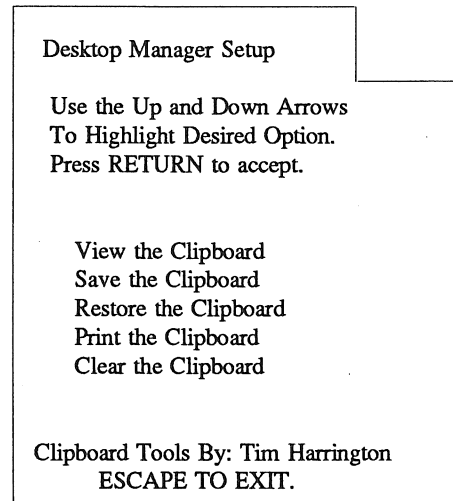 Desktop Manager Setup
Use the Up and Down Arrows
To Highlight Desired Option.
Press RETURN to accept.
View the Clipboard
Save the Clipboard
Restore the Clipboard
Print the Clipboard
Clear the Clipboard
Clipboard Tools By: Tim Harrington
ESCAPE TO EXIT.